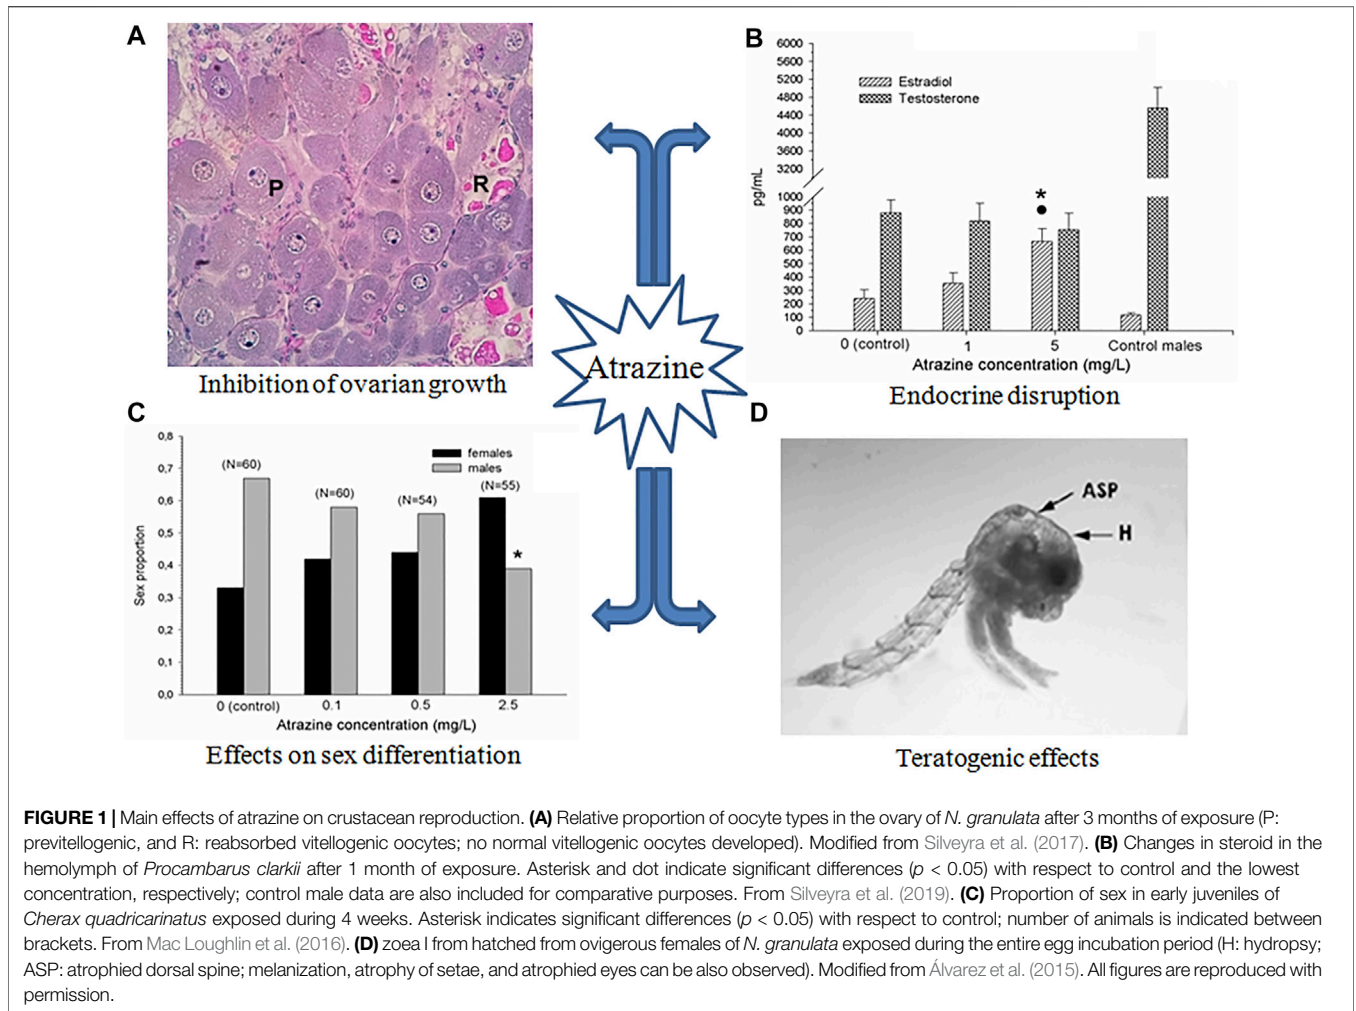 A
P
R
Inhibition of ovarian growth
B
6000
5600
5200
4800
4400
4000
3600
3200
1000
900
800
700
600
500
400
300
200
100
0
pg/mL
Estradiol
Testosterone
*
●
0 (control)
1
5
Control males
Atrazine concentration (mg/L)
Endocrine disruption
Atrazine
C
0,8
0,7
0,6
0,5
0,4
0,3
0,2
0,1
0,0
Sex proportion
females
males
(N=60)
(N=60)
(N=54)
(N=55)
*
0 (control)
0.1
0.5
2.5
Atrazine concentration (mg/L)
Effects on sex differentiation
D
ASP
H
Teratogenic effects
FIGURE 1 | Main effects of atrazine on crustacean reproduction. (A) Relative proportion of oocyte types in the ovary of N. granulata after 3 months of exposure (P:
previtellogenic, and R: reabsorbed vitellogenic oocytes; no normal vitellogenic oocytes developed). Modified from Silveyra et al. (2017). (B) Changes in steroid in the
hemolymph of Procambarus clarkii after 1 month of exposure. Asterisk and dot indicate significant differences (p < 0.05) with respect to control and the lowest
concentration, respectively; control male data are also included for comparative purposes. From Silveyra et al. (2019). (C) Proportion of sex in early juveniles of
Cherax quadricarinatus exposed during 4 weeks. Asterisk indicates significant differences (p < 0.05) with respect to control; number of animals is indicated between
brackets. From Mac Loughlin et al. (2016). (D) zoea I from hatched from ovigerous females of N. granulata exposed during the entire egg incubation period (H: hydropsy;
ASP: atrophied dorsal spine; melanization, atrophy of setae, and atrophied eyes can be also observed). Modified from Álvarez et al. (2015). All figures are reproduced with
permission.